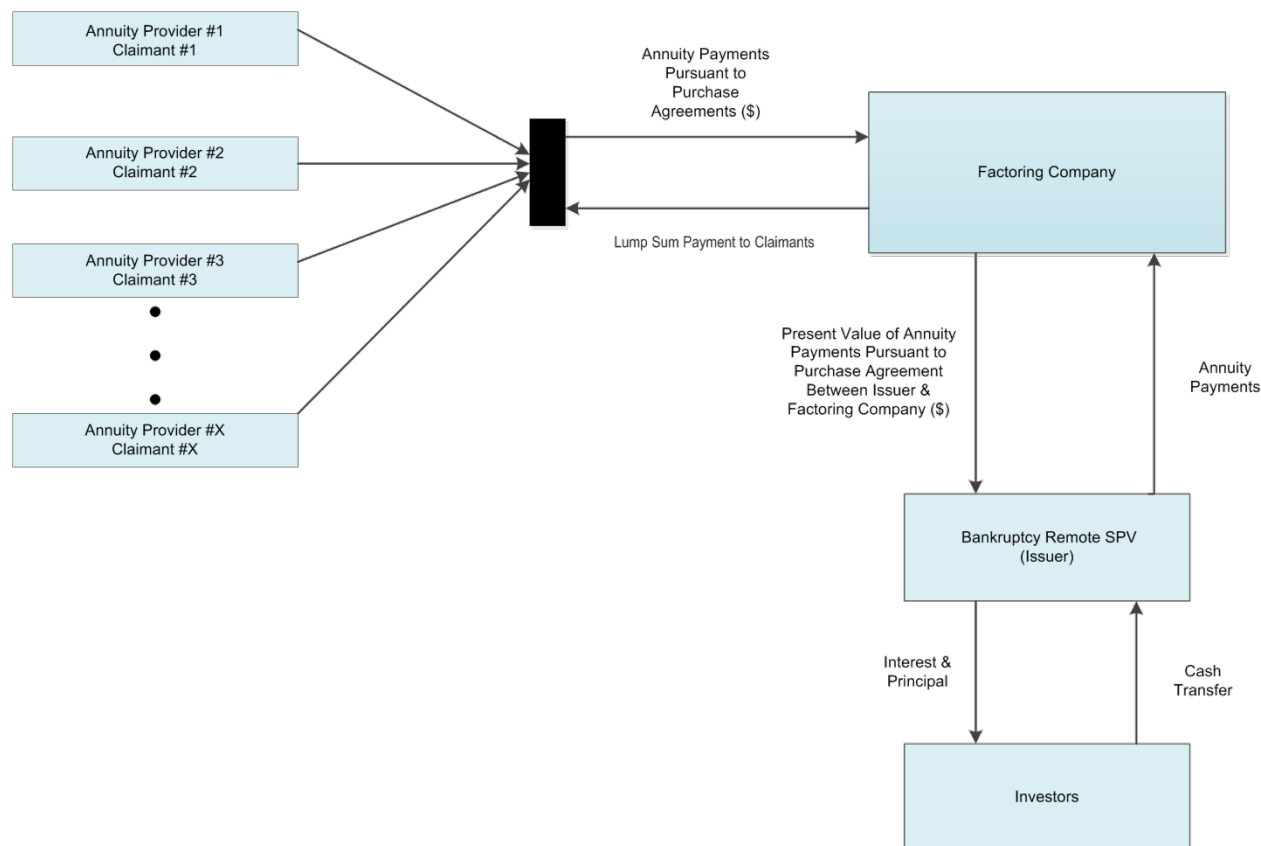 Annuity Provider #1
Claimant #1
Annuity Provider #2
Claimant #2
Annuity Provider #3
Claimant #3
Annuity Provider #X
Claimant #X
Annuity Payments
Pursuant to
Purchase
Agreements ($)
Lump Sum Payment to Claimants
Factoring Company
Present Value of Annuity
Payments Pursuant to
Purchase Agreement
Between Issuer &
Factoring Company ($)
Annuity
Payments
Bankruptcy Remote SPV
(Issuer)
Interest &
Principal
Cash
Transfer
Investors